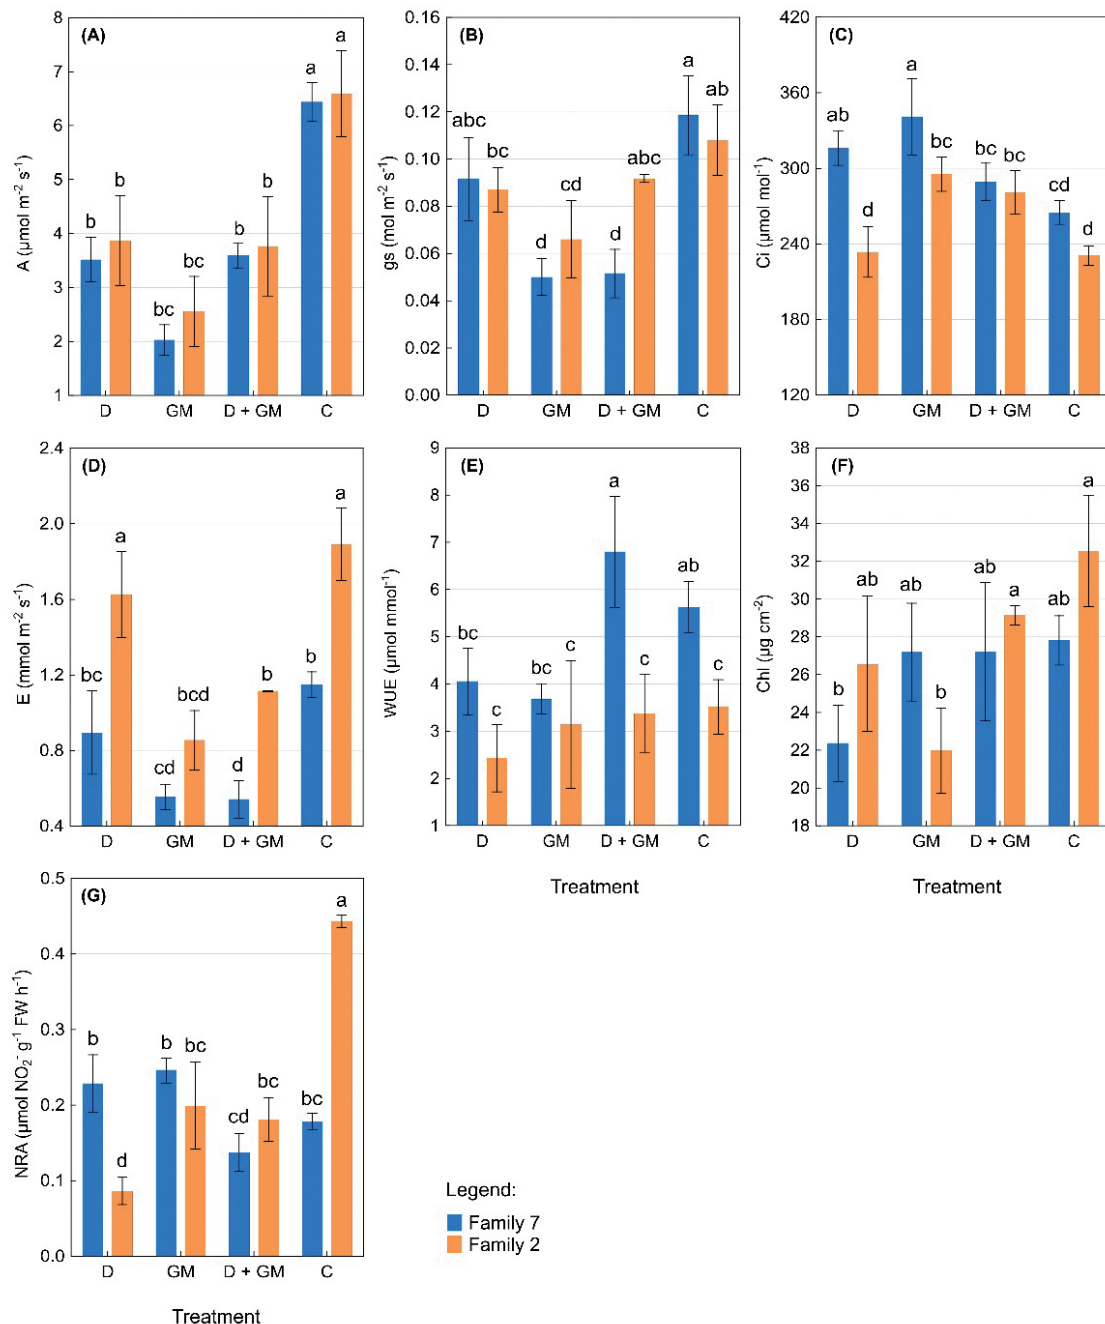 (A)
A (µmol m⁻² s⁻¹)
8
7
6
5
4
3
2
1
b b bc bc b b a a
D GM D + GM C
(B)
gs (mol m⁻² s⁻¹)
0.16
0.14
0.12
0.10
0.08
0.06
0.04
0.02
0.00
abc bc d cd d abc a ab
D GM D + GM C
(C)
Ci (µmol mol⁻¹)
420
360
300
240
180
120
ab d a bc bc bc cd d
D GM D + GM C
(D)
E (mmol m⁻² s⁻¹)
2.4
2.0
1.6
1.2
0.8
0.4
bc a cd bcd d b b a
D GM D + GM C
(E)
WUE (µmol mmol⁻¹)
9
8
7
6
5
4
3
2
1
bc c bc c a c ab c
D GM D + GM C
Treatment
(F)
Chl (µg cm⁻²)
38
36
34
32
30
28
26
24
22
20
18
b ab ab b ab a ab a
D GM D + GM C
Treatment
(G)
NRA (µmol NO₂⁻ g⁻¹ FW h⁻¹)
0.5
0.4
0.3
0.2
0.1
0.0
b d b bc cd bc bc a
D GM D + GM C
Treatment
Legend:
Family 7
Family 2